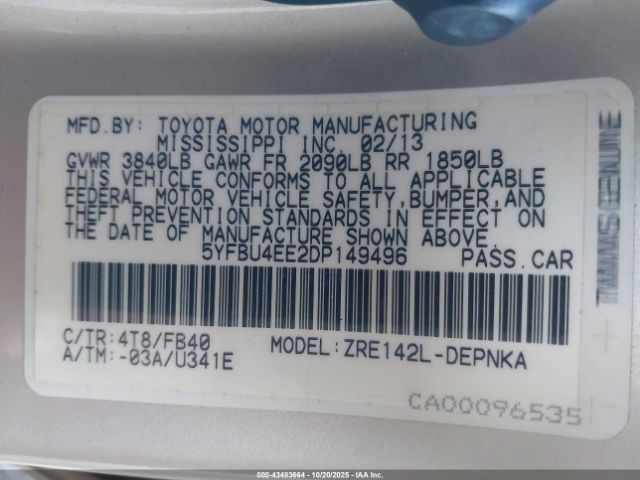 MFD.BY: TOYOTA MOTOR MANUFACTURING
MISSISSIPPI INC. 02/13
GVWR 3840LB GAWR FR 2090LB RR 1850LB
THIS VEHICLE CONFORMS TO ALL APPLICABLE
FEDERAL MOTOR VEHICLE SAFETY,BUMPER,AND
THEFT PREVENTION STANDARDS IN EFFECT ON
THE DATE OF MANUFACTURE SHOWN ABOVE.
5YFBU4EE2DP149496 PASS.CAR
C/TR:4T8/FB40
A/TM:-03A/U341E
MODEL:ZRE142L-DEPNKA
CA00096535
000-43483664 | 10/20/2025 - IAA, Inc.